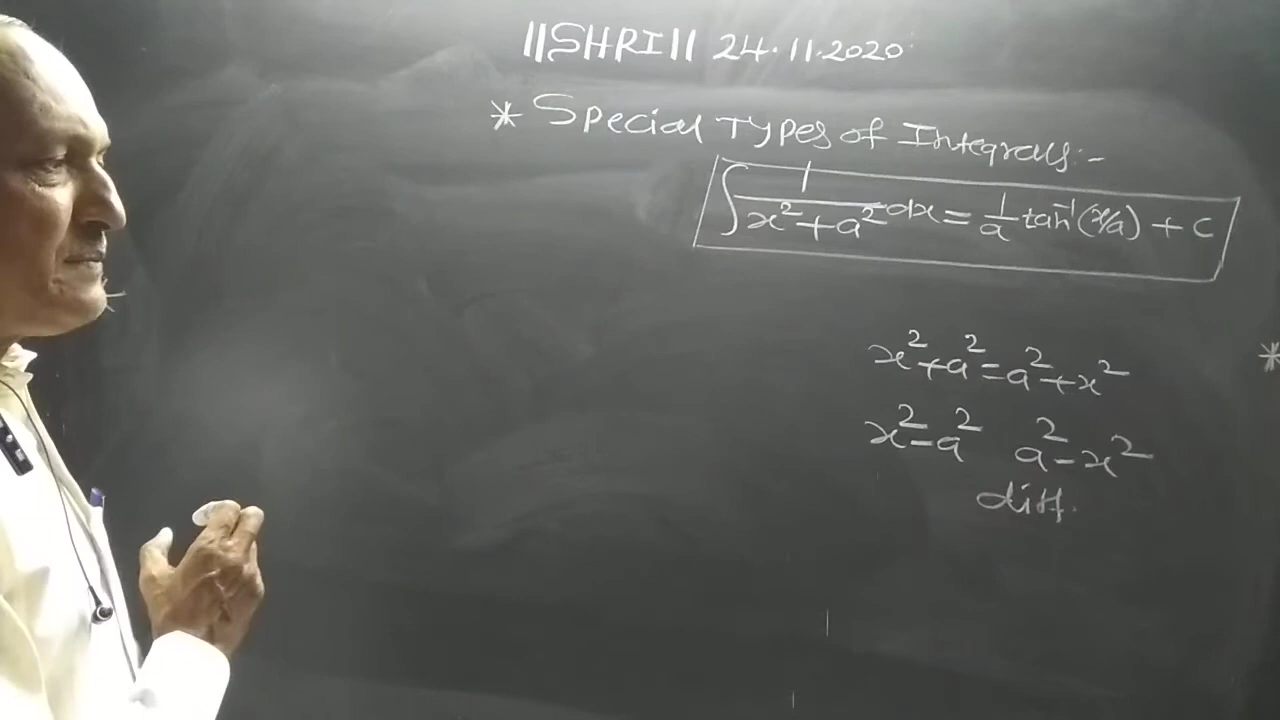 ||SHRI|| 24.11.2020
* Special Types of Integrals:-
∫ 1/(x²+a²) dx = 1/a tan⁻¹(x/a) + c
x²+a²=a²+x²
*
x²-a² a²-x²
diff.